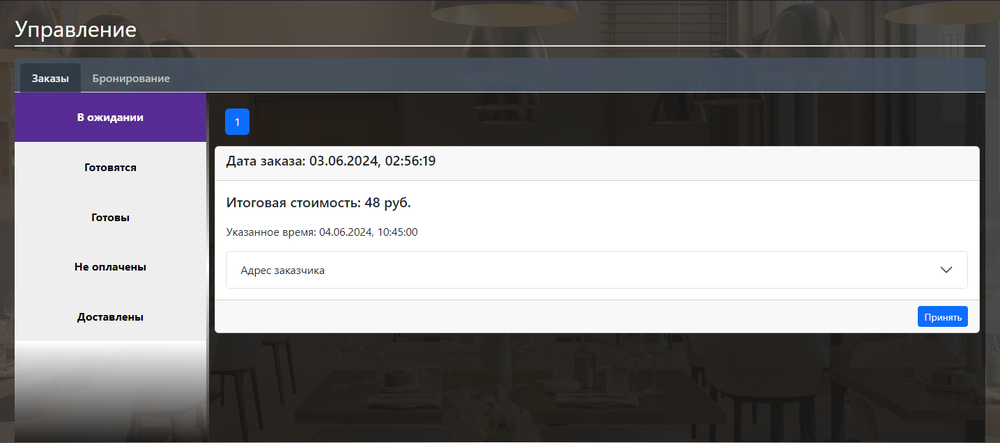 Управление
Заказы Бронирование
В ожидании
Готовятся
Готовы
Не оплачены
Доставлены
1
Дата заказа: 03.06.2024, 02:56:19
Итоговая стоимость: 48 руб.
Указанное время: 04.06.2024, 10:45:00
Адрес заказчика
Принять